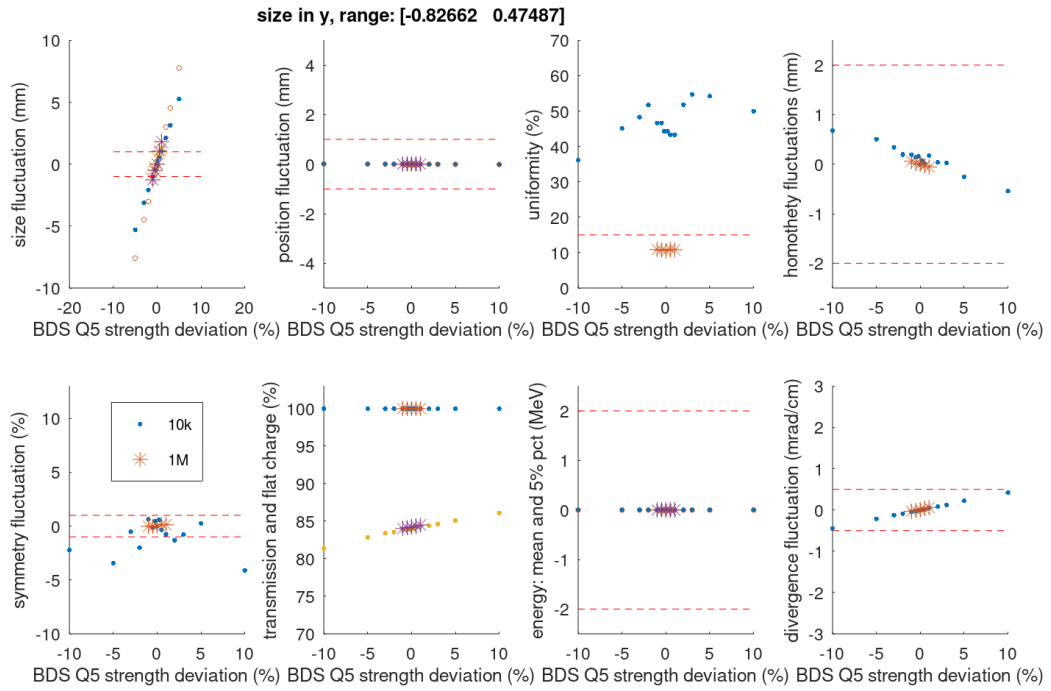 size in y, range: [-0.82662 0.47487]
size fluctuation (mm)
10
5
0
-5
-10
-20 -10 0 10 20
BDS Q5 strength deviation (%)
position fluctuation (mm)
4
2
0
-2
-4
-10 -5 0 5 10
BDS Q5 strength deviation (%)
uniformity (%)
70
60
50
40
30
20
10
0
-10 -5 0 5 10
BDS Q5 strength deviation (%)
homothety fluctuations (mm)
2
1
0
-1
-2
-10 -5 0 5 10
BDS Q5 strength deviation (%)
symmetry fluctuation (%)
10
5
0
-5
-10
10k
1M
-10 -5 0 5 10
BDS Q5 strength deviation (%)
transmission and flat charge (%)
100
95
90
85
80
75
70
-10 -5 0 5 10
BDS Q5 strength deviation (%)
energy: mean and 5% pct (MeV)
2
1
0
-1
-2
-10 -5 0 5 10
BDS Q5 strength deviation (%)
divergence fluctuation (mrad/cm)
3
2
1
0
-1
-2
-3
-10 -5 0 5 10
BDS Q5 strength deviation (%)